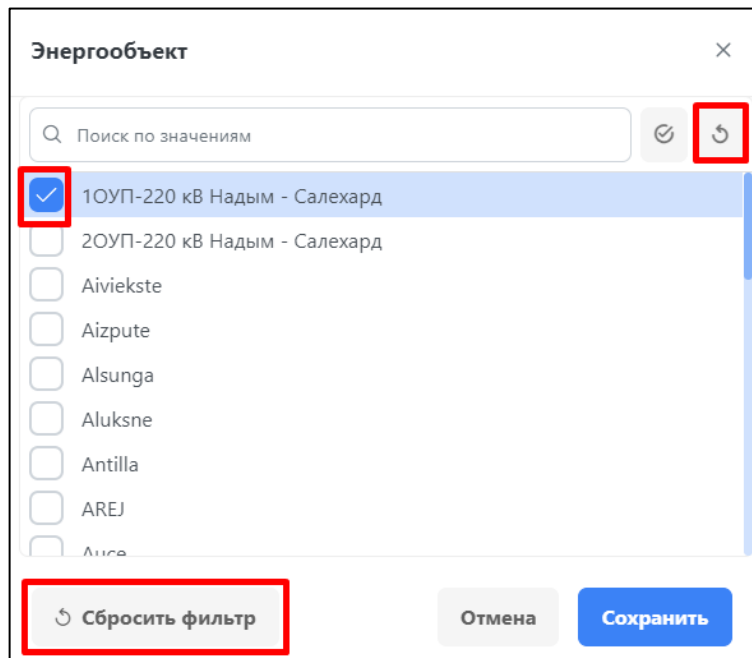 Энергообъект
Поиск по значениям
1ОУП-220 кВ Надым - Салехард
2ОУП-220 кВ Надым - Салехард
Aiviekste
Aizpute
Alsunga
Aluksne
Antilla
AREJ
Auce
Сбросить фильтр
Отмена
Сохранить